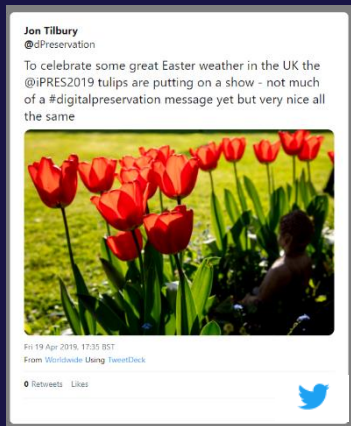 Jon Tilbury
@dPreservation
To celebrate some great Easter weather in the UK the
@iPRES2019 tulips are putting on a show - not much
of a #digitalpreservation message yet but very nice all
the same
Fri 19 Apr 2019, 17:35 BST
From Worldwide Using TweetDeck
0 Retweets Likes